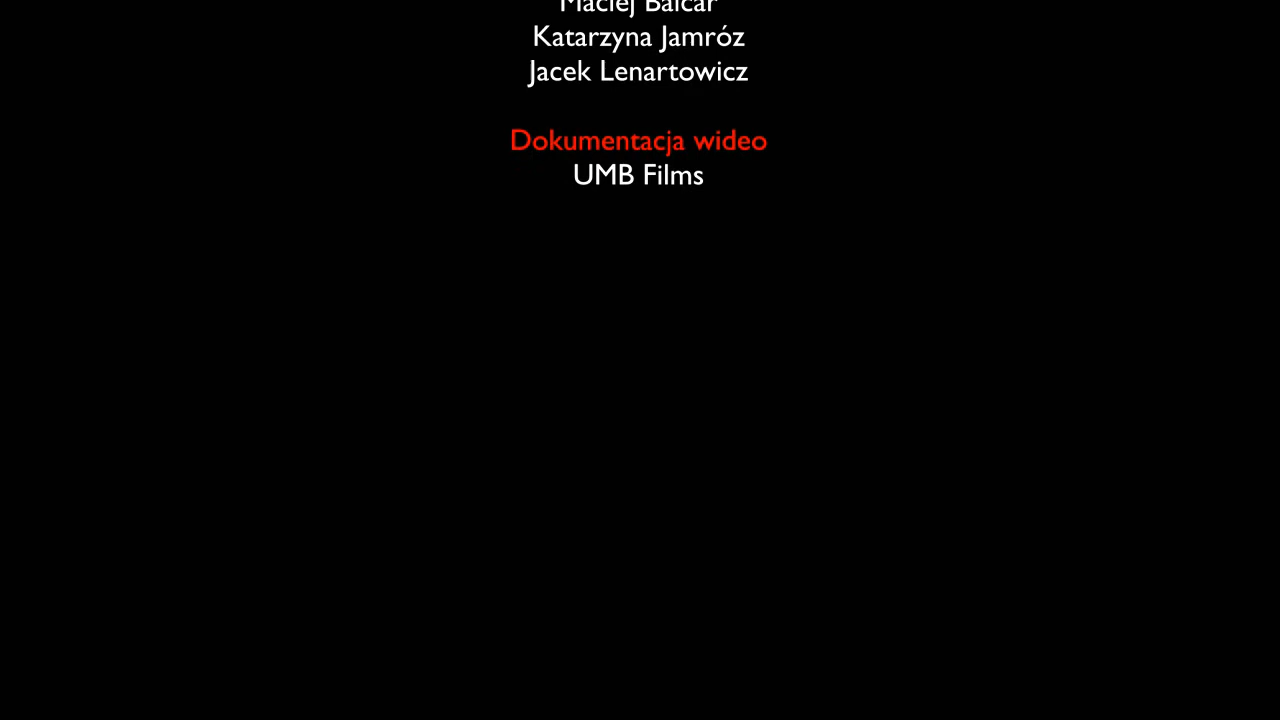 Maciej Balcar
Katarzyna Jamróz
Jacek Lenartowicz
Dokumentacja wideo
UMB Films